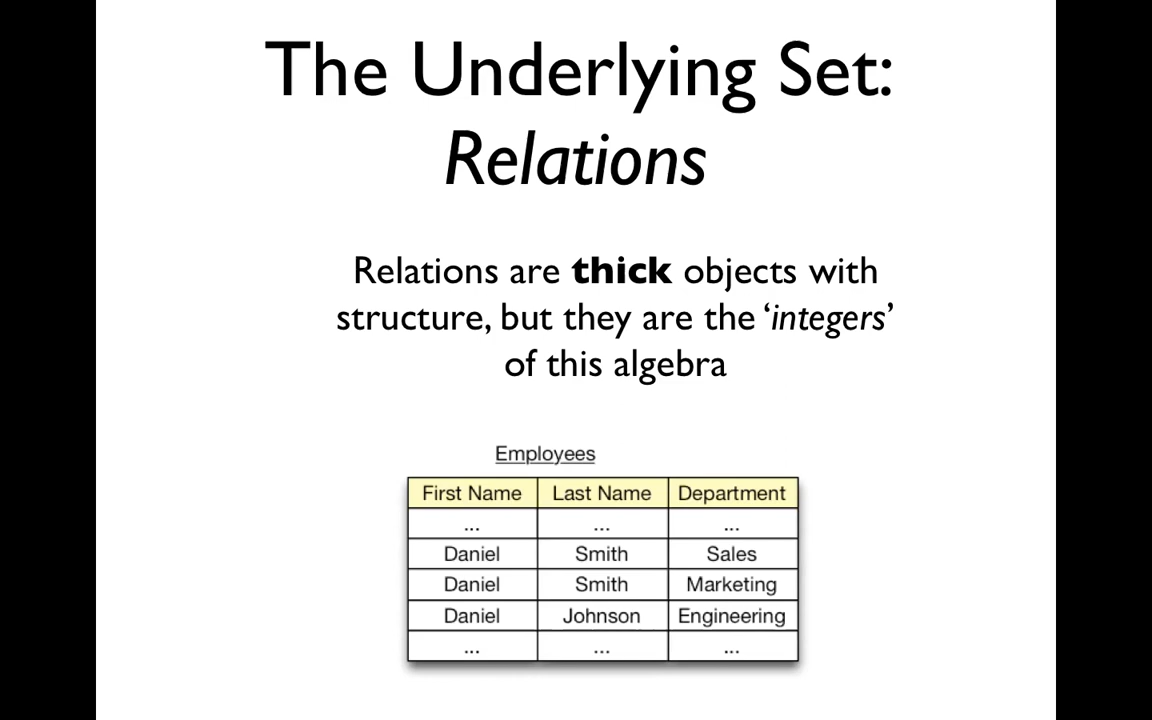 The Underlying Set:
Relations
Relations are thick objects with
structure, but they are the ‘integers’
of this algebra
Employees
First Name Last Name Department
... ... ...
Daniel Smith Sales
Daniel Smith Marketing
Daniel Johnson Engineering
... ... ...